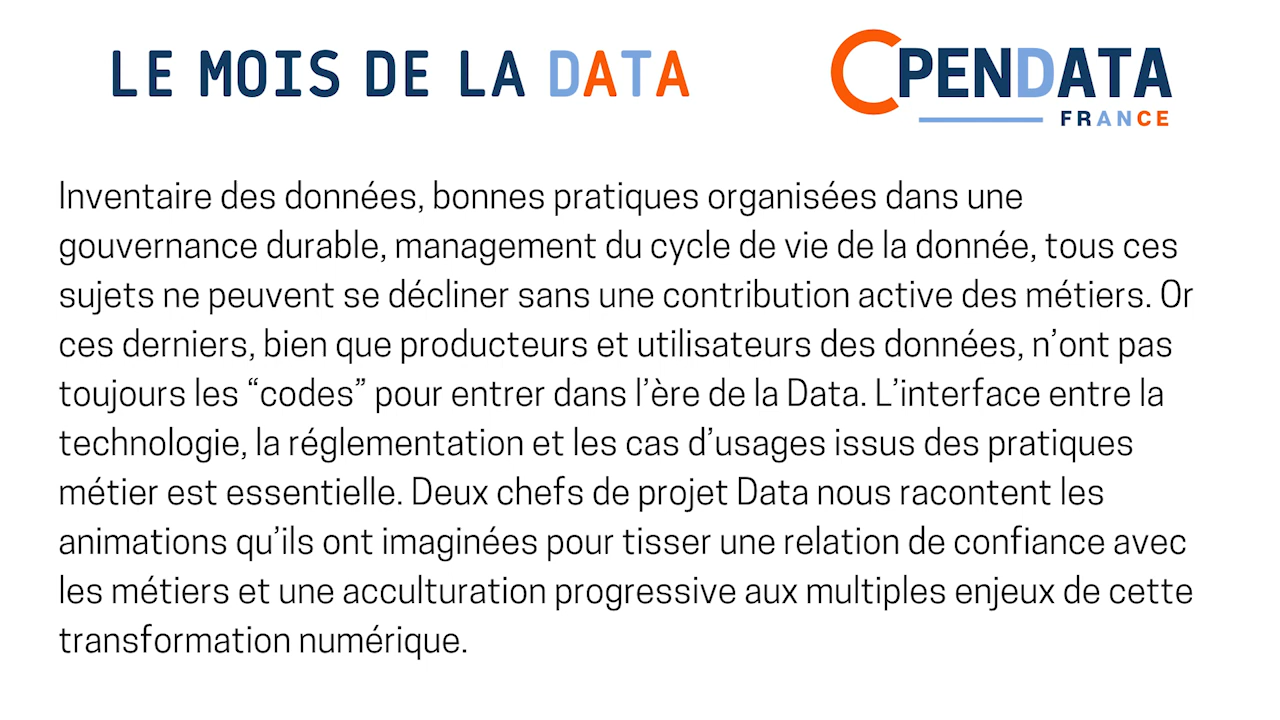 LE MOIS DE LA DATA
OPENDATA
FRANCE
Inventaire des données, bonnes pratiques organisées dans une
gouvernance durable, management du cycle de vie de la donnée, tous ces
sujets ne peuvent se décliner sans une contribution active des métiers. Or
ces derniers, bien que producteurs et utilisateurs des données, n’ont pas
toujours les “codes” pour entrer dans l’ère de la Data. L’interface entre la
technologie, la réglementation et les cas d’usages issus des pratiques
métier est essentielle. Deux chefs de projet Data nous racontent les
animations qu’ils ont imaginées pour tisser une relation de confiance avec
les métiers et une acculturation progressive aux multiples enjeux de cette
transformation numérique.